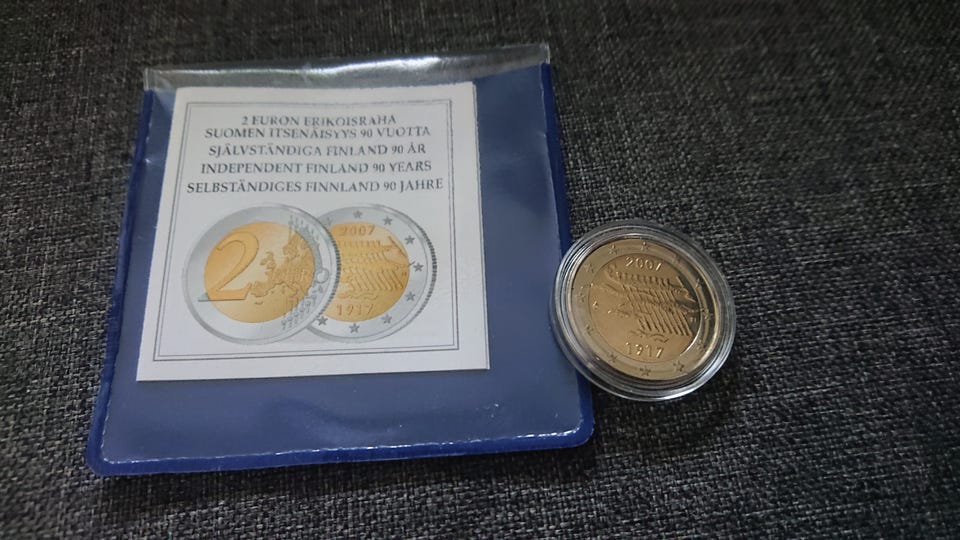 2 EURON ERIKOISRAHA
SUOMEN ITSENÄISYYS 90 VUOTTA
SJÄLVSTÄNDIGA FINLAND 90 ÅR
INDEPENDENT FINLAND 90 YEARS
SELBSTÄNDIGES FINNLAND 90 JAHRE
2
2007
1917
2007
1917